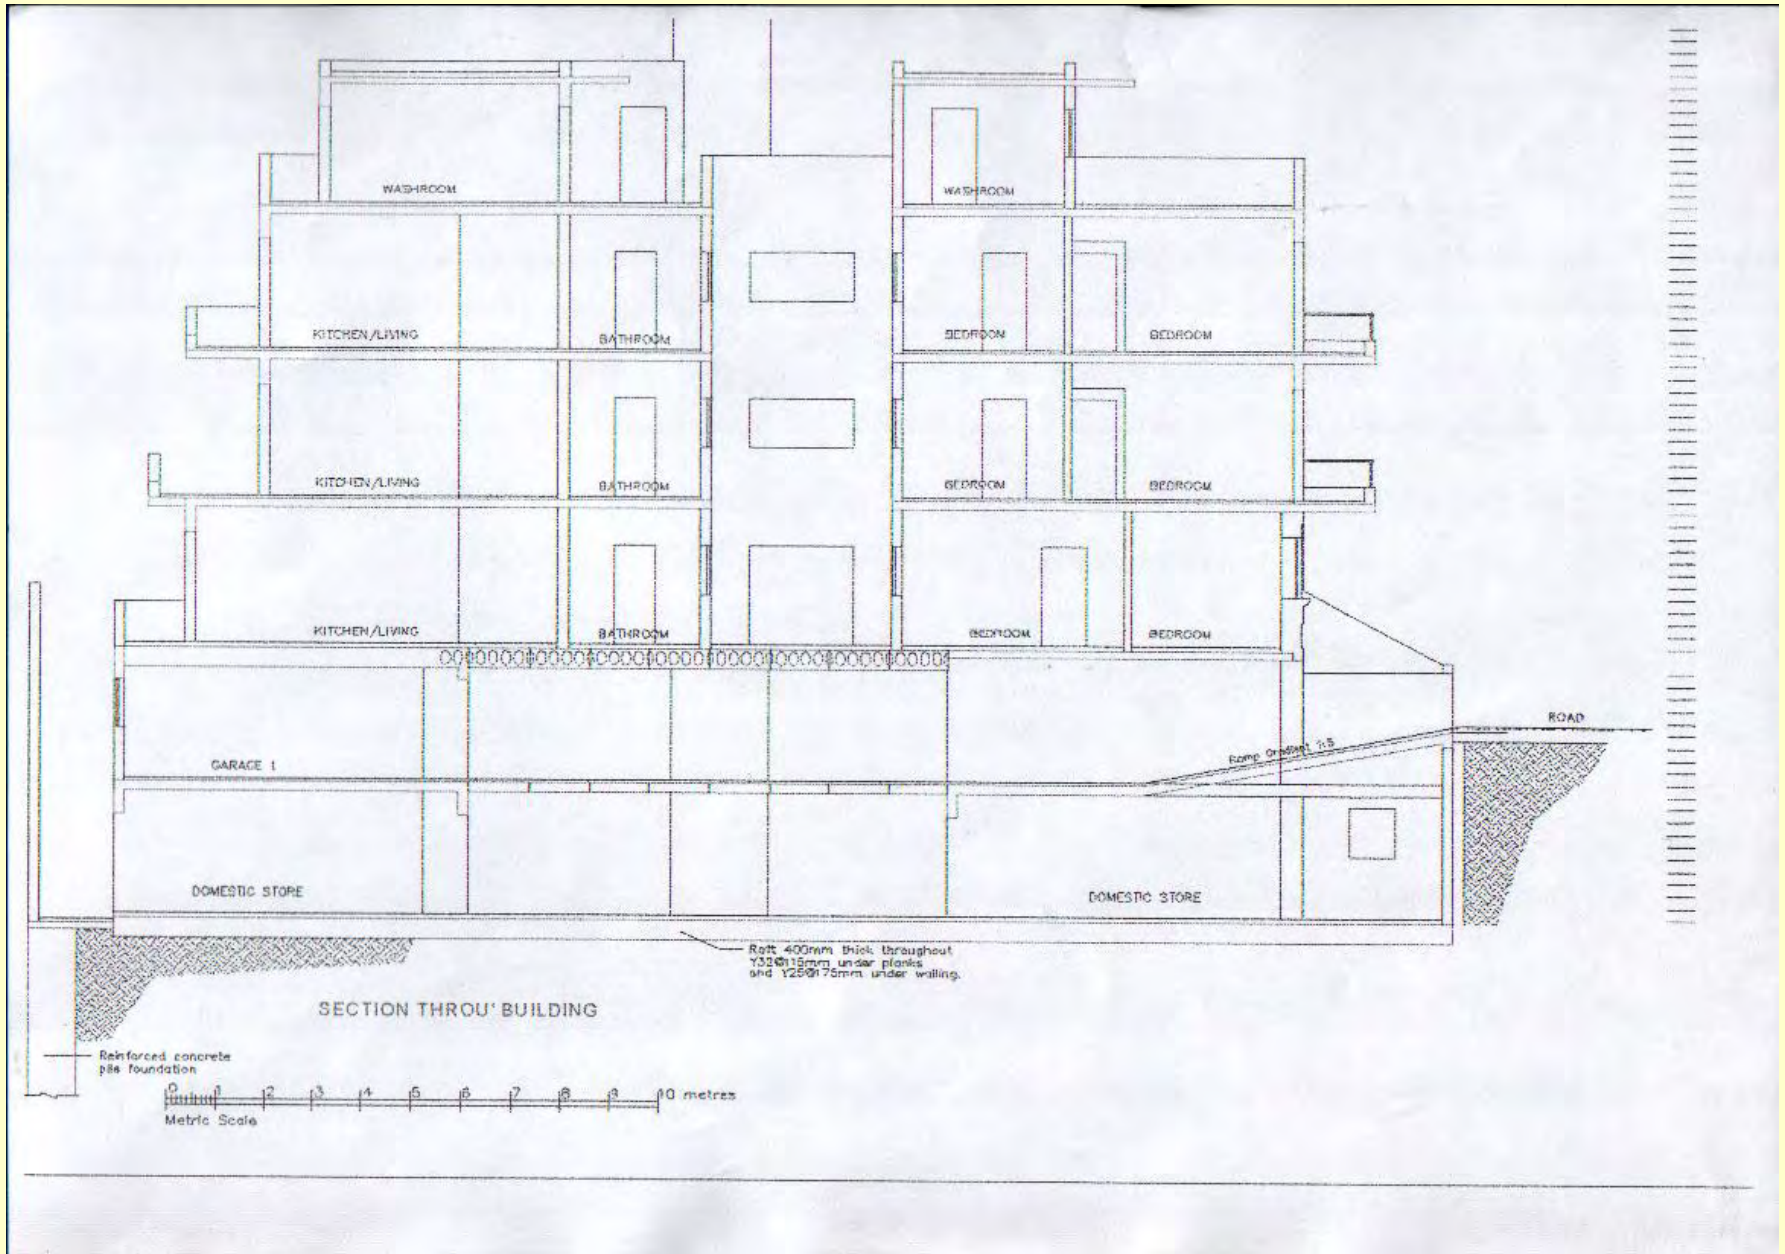 WASHROOM
WASHROOM
KITCHEN/LIVING
BATHROOM
BEDROOM
BEDROOM
KITCHEN/LIVING
BATHROOM
BEDROOM
BEDROOM
KITCHEN/LIVING
BATHROOM
BEDROOM
BEDROOM
ROAD
Ramp Gradient 1:5
GARAGE 1
DOMESTIC STORE
DOMESTIC STORE
Raft 400mm thick throughout
Y32@115mm under planks
and Y25@175mm under walling.
SECTION THROU' BUILDING
Reinforced concrete
pile foundation
0 1 2 3 4 5 6 7 8 9 10 metres
Metric Scale